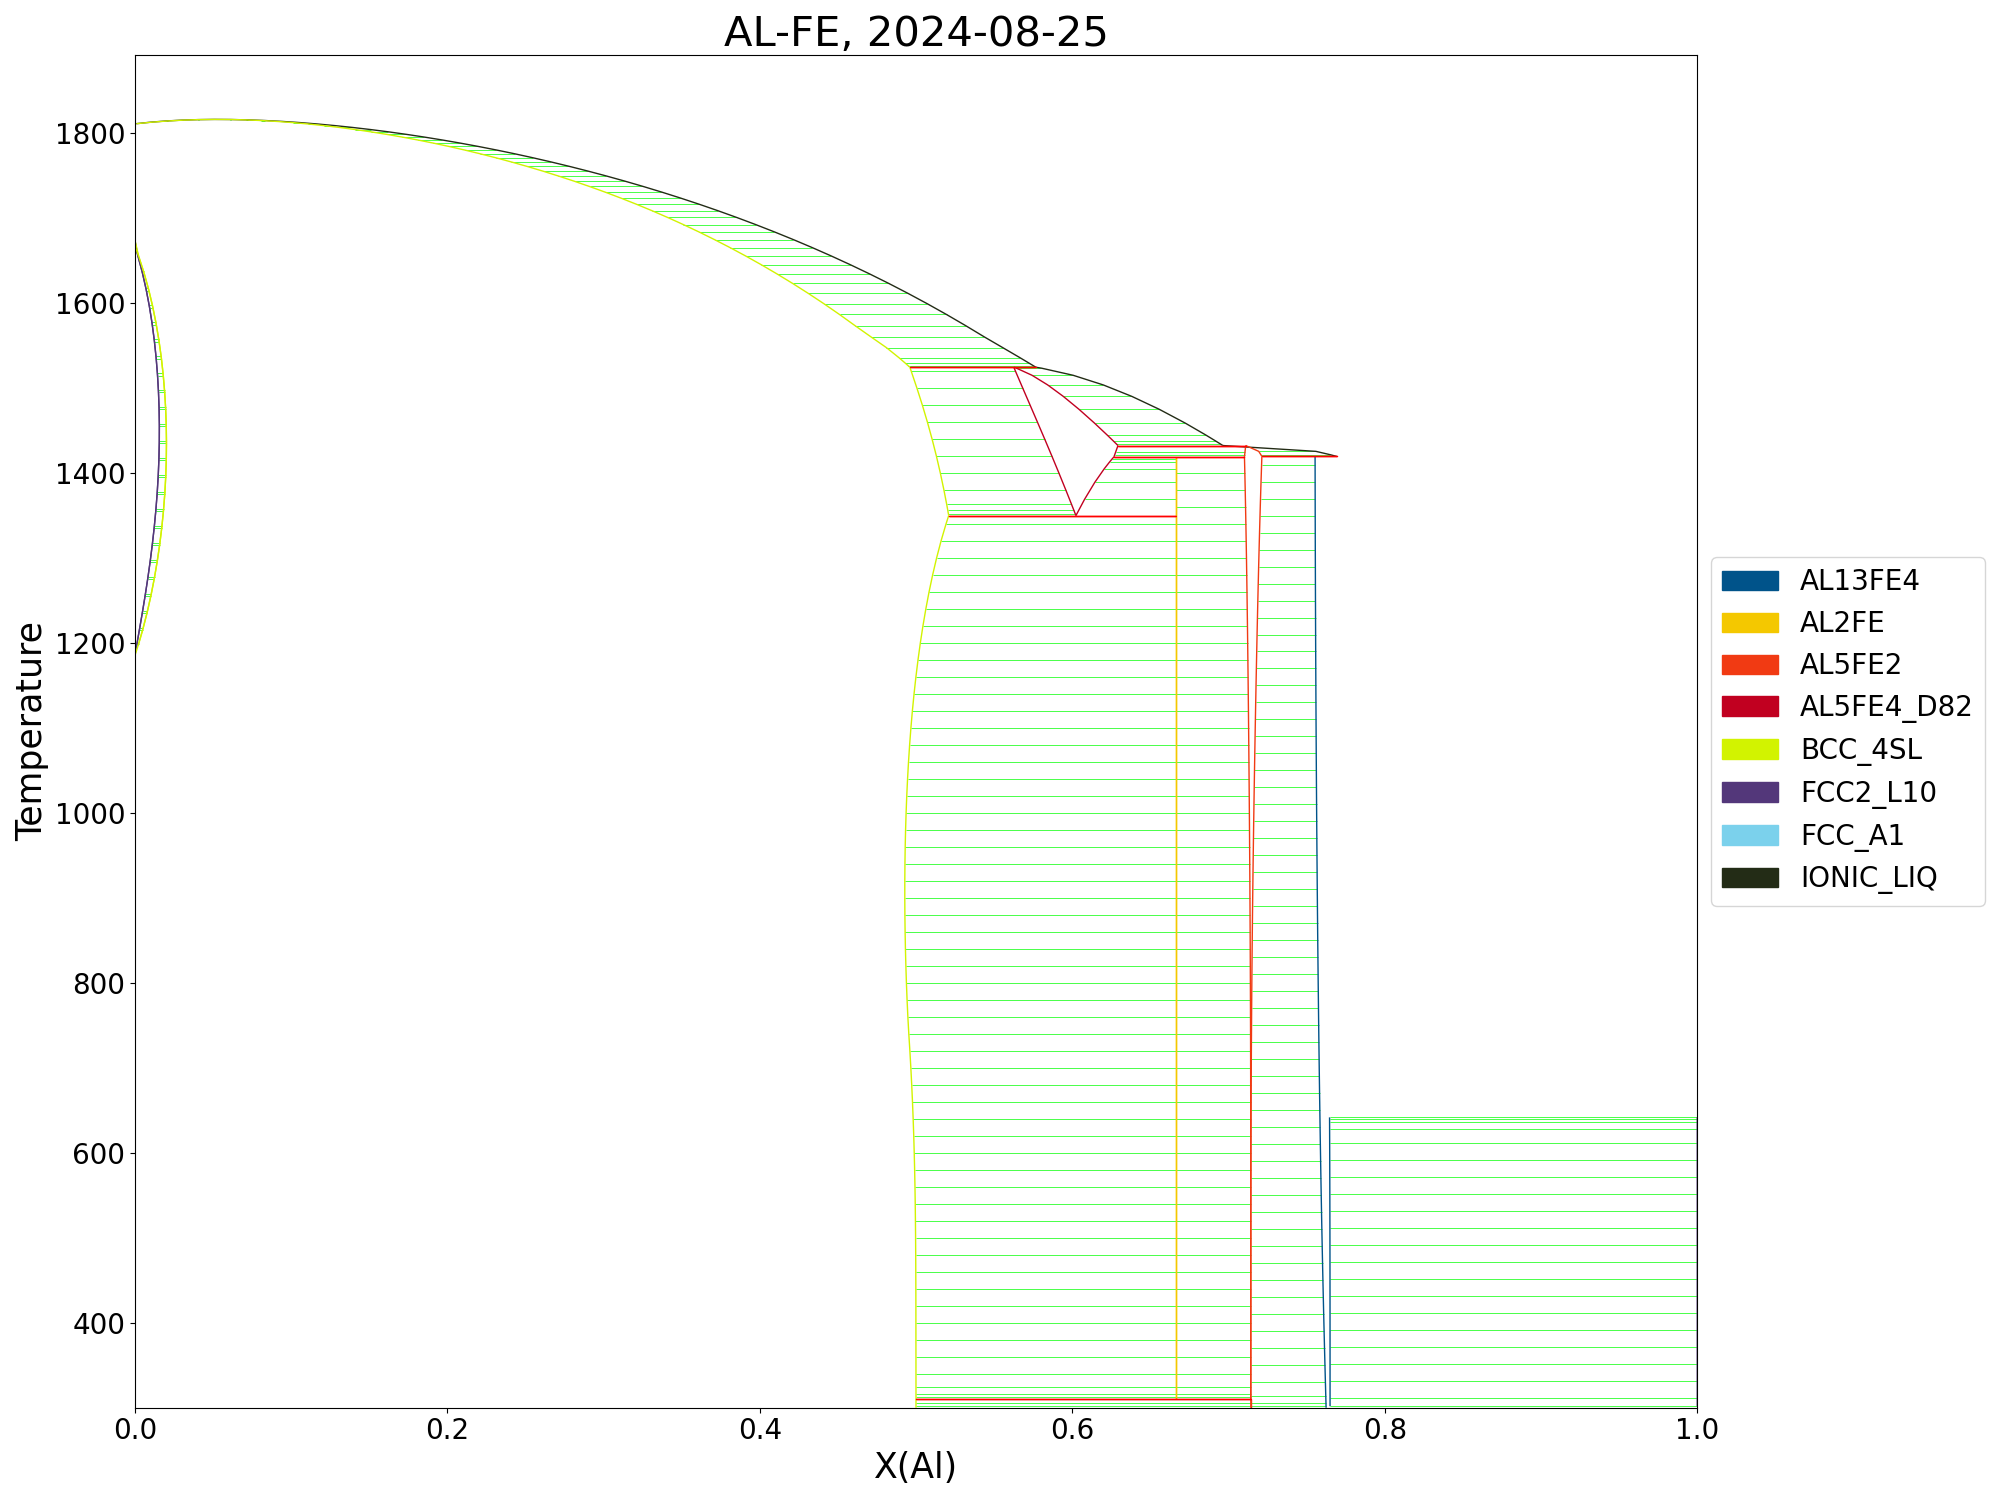 AL-FE, 2024-08-25
Temperature
1800
1600
1400
1200
1000
800
600
400
0.0
0.2
0.4
0.6
0.8
1.0
X(Al)
AL13FE4
AL2FE
AL5FE2
AL5FE4_D82
BCC_4SL
FCC2_L10
FCC_A1
IONIC_LIQ